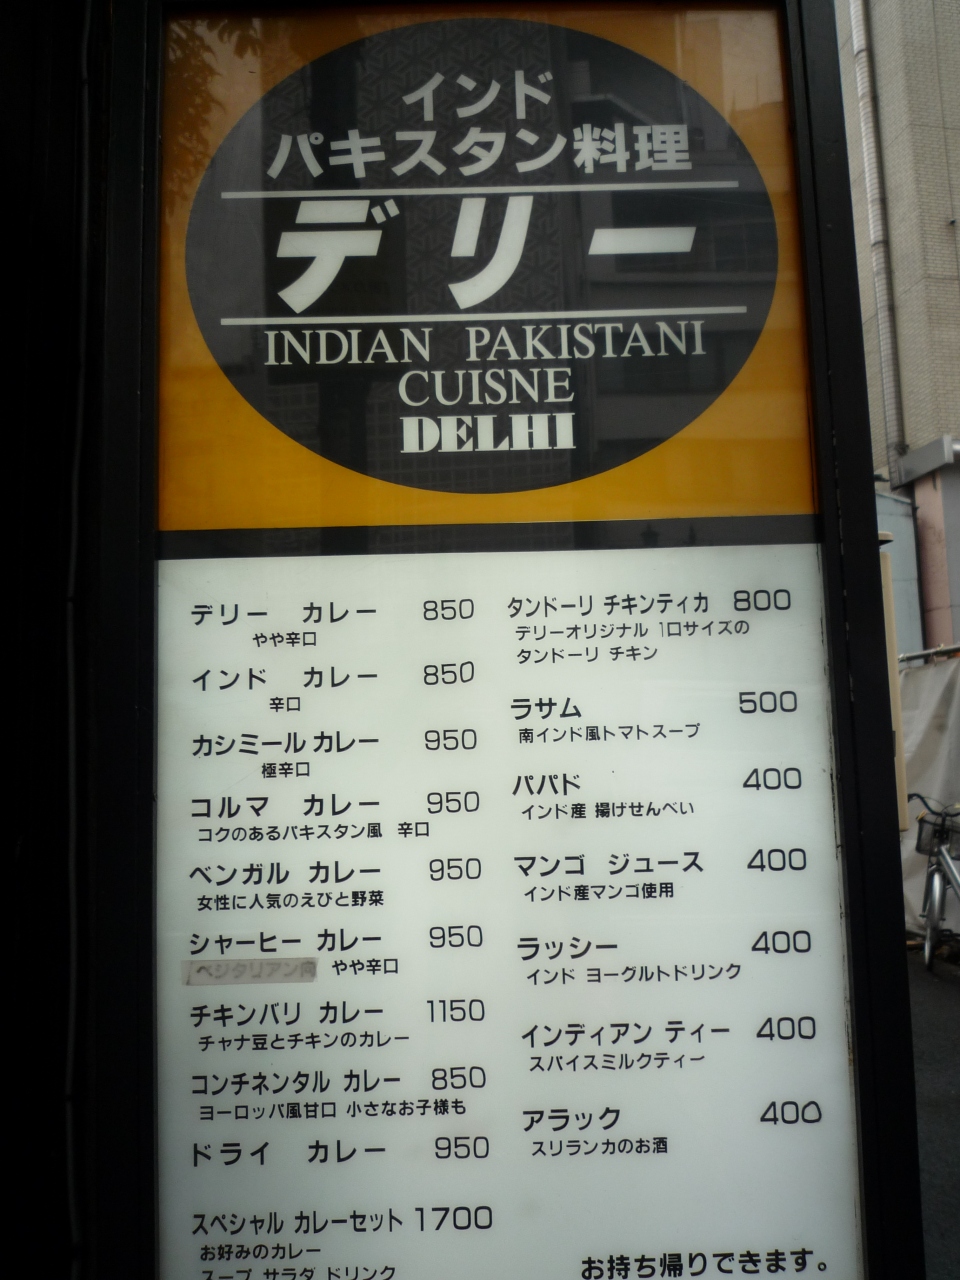 インド
パキスタン料理
デリー
INDIAN PAKISTANI
CUISNE
DELHI
デリー カレー 850
やや辛口
インド カレー 850
辛口
カシミール カレー 950
極辛口
コルマ カレー 950
コクのあるパキスタン風 辛口
ベンガル カレー 950
女性に人気のえびと野菜
シャーヒー カレー 950
ベジタリアン向 やや辛口
チキンバリ カレー 1150
チャナ豆とチキンのカレー
コンチネンタル カレー 850
ヨーロッパ風甘口 小さなお子様も
ドライ カレー 950
スペシャル カレーセット 1700
お好みのカレー
スープ サラダ ドリンク
タンドーリ チキンティカ 800
デリーオリジナル 1口サイズの
タンドーリ チキン
ラサム 500
南インド風トマトスープ
パパド 400
インド産 揚げせんべい
マンゴ ジュース 400
インド産マンゴ使用
ラッシー 400
インド ヨーグルトドリンク
インディアン ティー 400
スパイスミルクティー
アラック 400
スリランカのお酒
お持ち帰りできます。